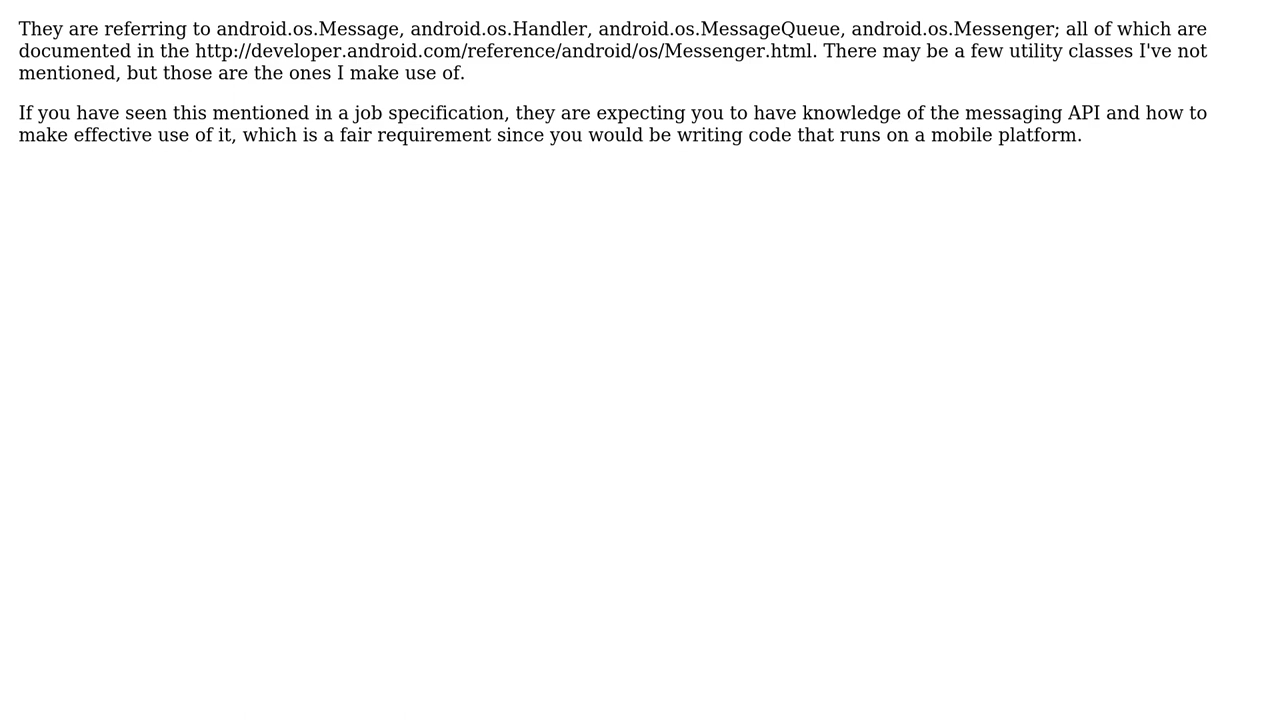 They are referring to android.os.Message, android.os.Handler, android.os.MessageQueue, android.os.Messenger; all of which are
documented in the http://developer.android.com/reference/android/os/Messenger.html. There may be a few utility classes I've not
mentioned, but those are the ones I make use of.
If you have seen this mentioned in a job specification, they are expecting you to have knowledge of the messaging API and how to
make effective use of it, which is a fair requirement since you would be writing code that runs on a mobile platform.